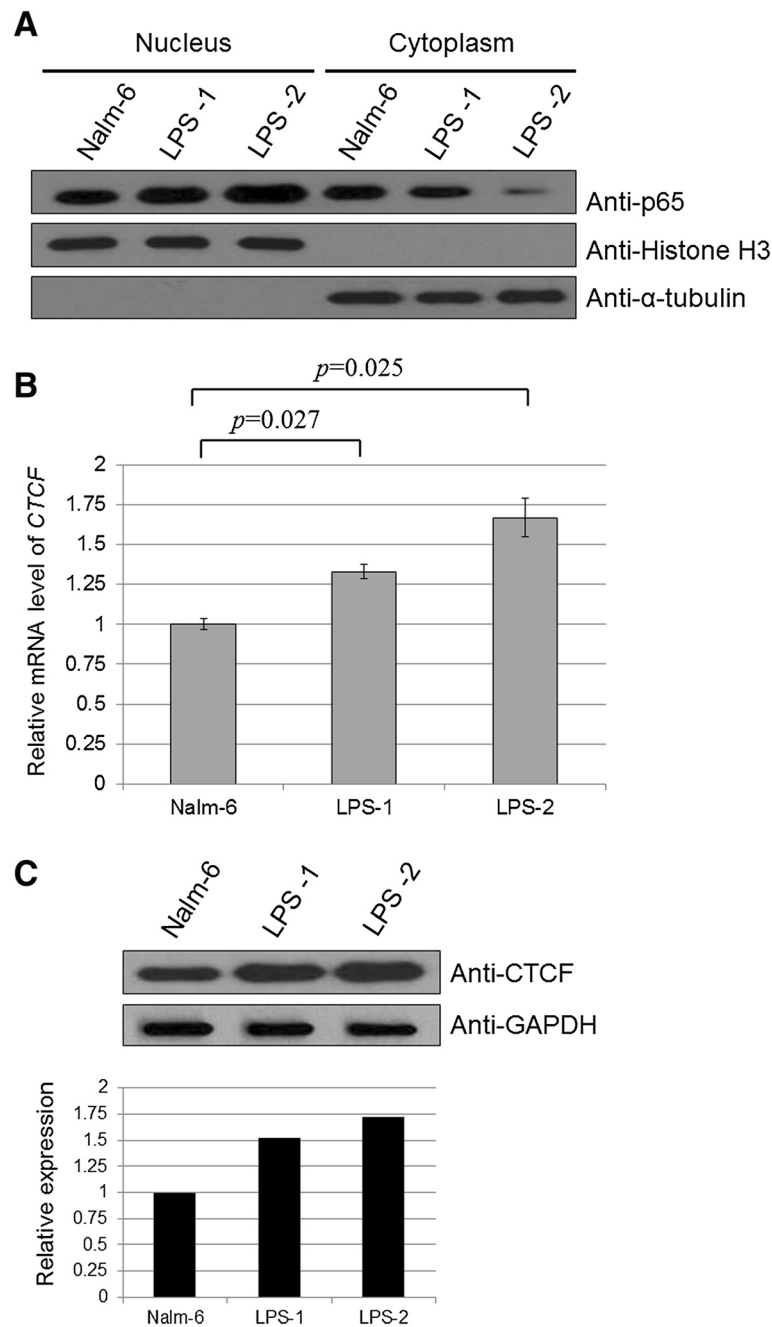 A
Nucleus Cytoplasm
Nalm-6 LPS -1 LPS -2 Nalm-6 LPS -1 LPS -2
Anti-p65
Anti-Histone H3
Anti-α-tubulin
B
p=0.025
p=0.027
Relative mRNA level of CTCF
2
1.75
1.5
1.25
1
0.75
0.5
0.25
0
Nalm-6 LPS-1 LPS-2
C
Nalm-6 LPS -1 LPS -2
Anti-CTCF
Anti-GAPDH
Relative expression
2
1.75
1.5
1.25
1
0.75
0.5
0.25
0
Nalm-6 LPS-1 LPS-2